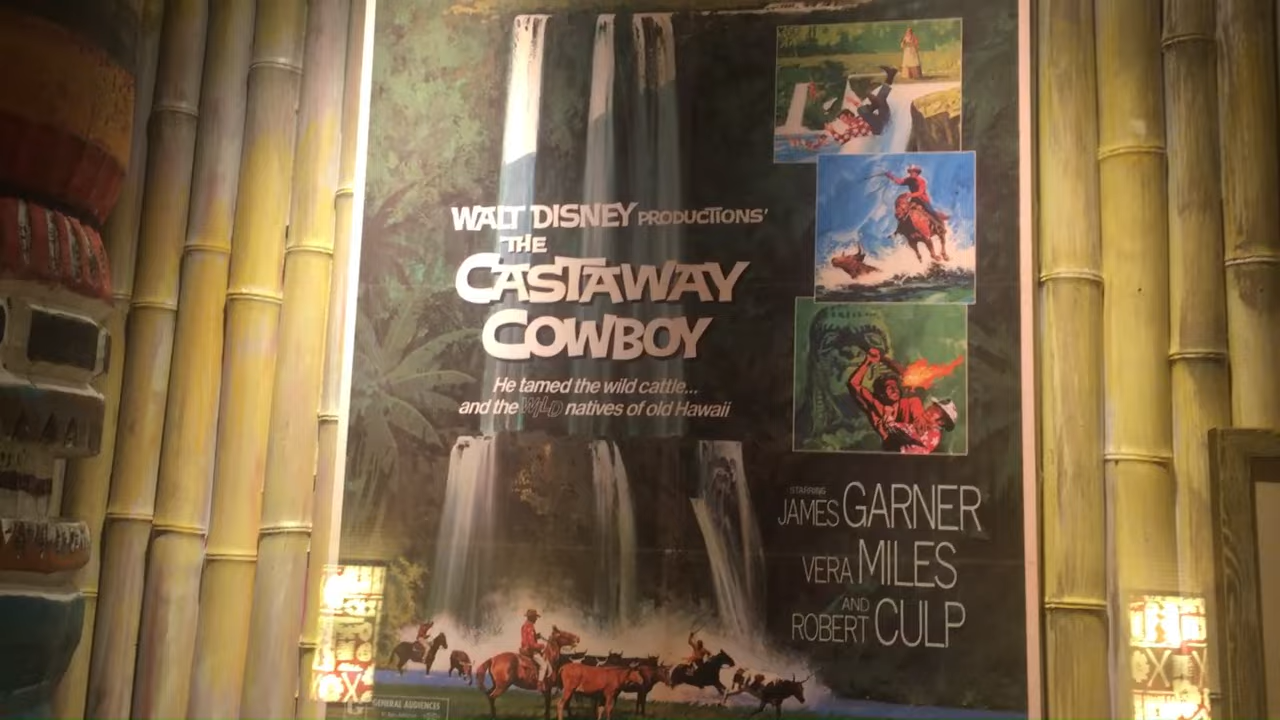 WALT DISNEY PRODUCTIONS'
THE
CASTAWAY
COWBOY
He tamed the wild cattle...
and the WILD natives of old Hawaii
STARRING
JAMES GARNER
VERA MILES
AND
ROBERT CULP
G GENERAL AUDIENCES